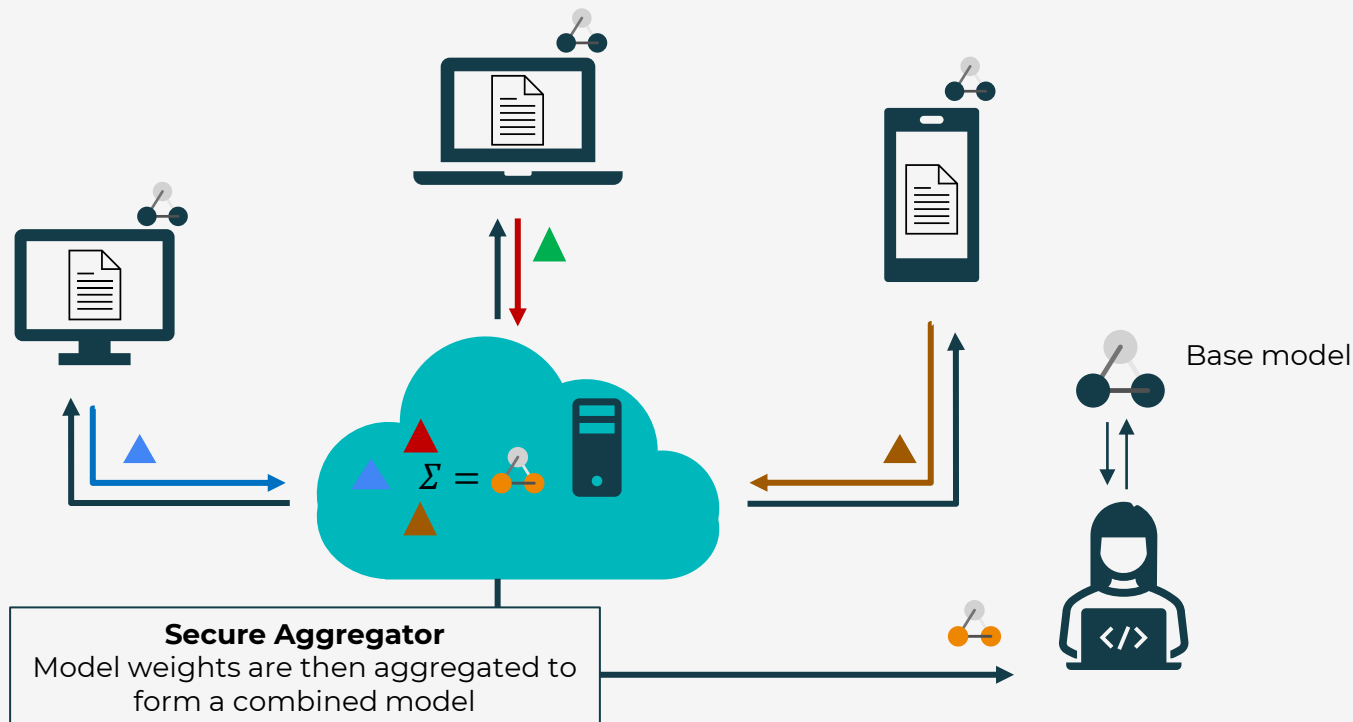 Base model
Σ =
</>
Secure Aggregator
Model weights are then aggregated to
form a combined model